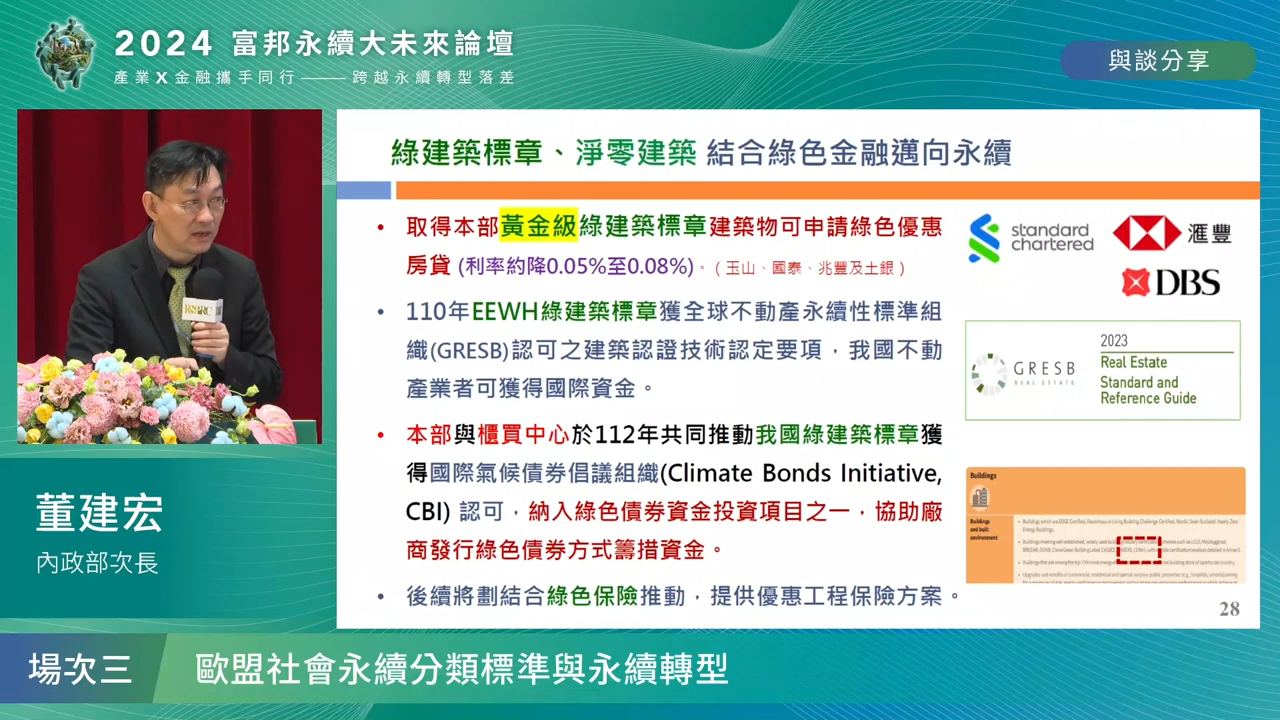 2024 富邦永續大未來論壇
產業X金融攜手同行——跨越永續轉型落差
與談分享
綠建築標章、淨零建築 結合綠色金融邁向永續
• 取得本部黃金級綠建築標章建築物可申請綠色優惠
房貸 (利率約降0.05%至0.08%)。（玉山、國泰、兆豐及土銀）
• 110年EEWH綠建築標章獲全球不動產永續性標準組
織(GRESB)認可之建築認證技術認定要項，我國不動
產業者可獲得國際資金。
• 本部與櫃買中心於112年共同推動我國綠建築標章獲
得國際氣候債券倡議組織(Climate Bonds Initiative,
CBI) 認可，納入綠色債券資金投資項目之一，協助廠
商發行綠色債券方式籌措資金。
• 後續將劃結合綠色保險推動，提供優惠工程保險方案。
standard
chartered
滙豐
DBS
GRESB
REAL ESTATE
2023
Real Estate
Standard and
Reference Guide
Buildings
Buildings
and built
environment
28
董建宏
內政部次長
場次三
歐盟社會永續分類標準與永續轉型